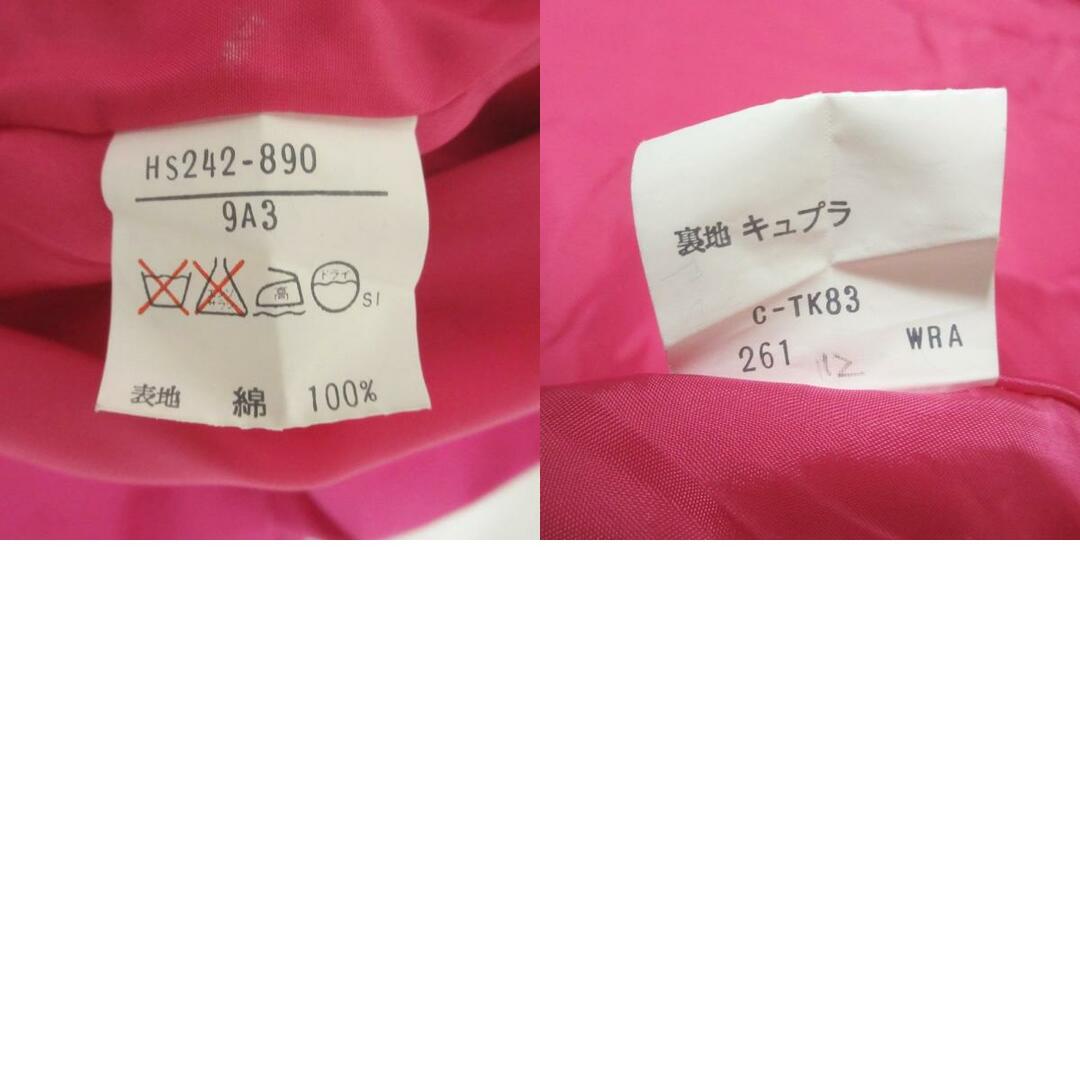 HS242-890
9A3
高 ドライ SI
表地 綿 100%
裏地 キュプラ
C-TK83
261 WRA